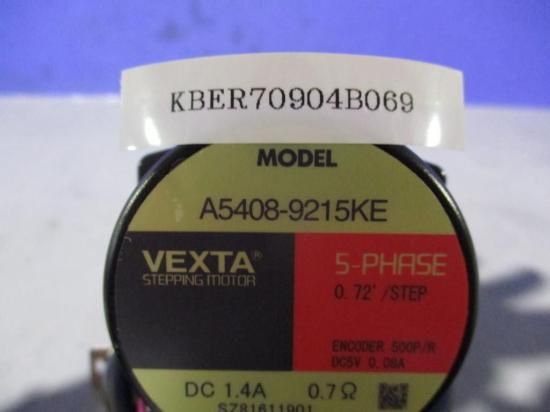 KBER70904B069
MODEL
A5408-9215KE
VEXTA® 5-PHASE
STEPPING MOTOR
0.72°/STEP
ENCODER 500P/R
DC5V 0.08A
DC 1.4A 0.7Ω
SZ81611901